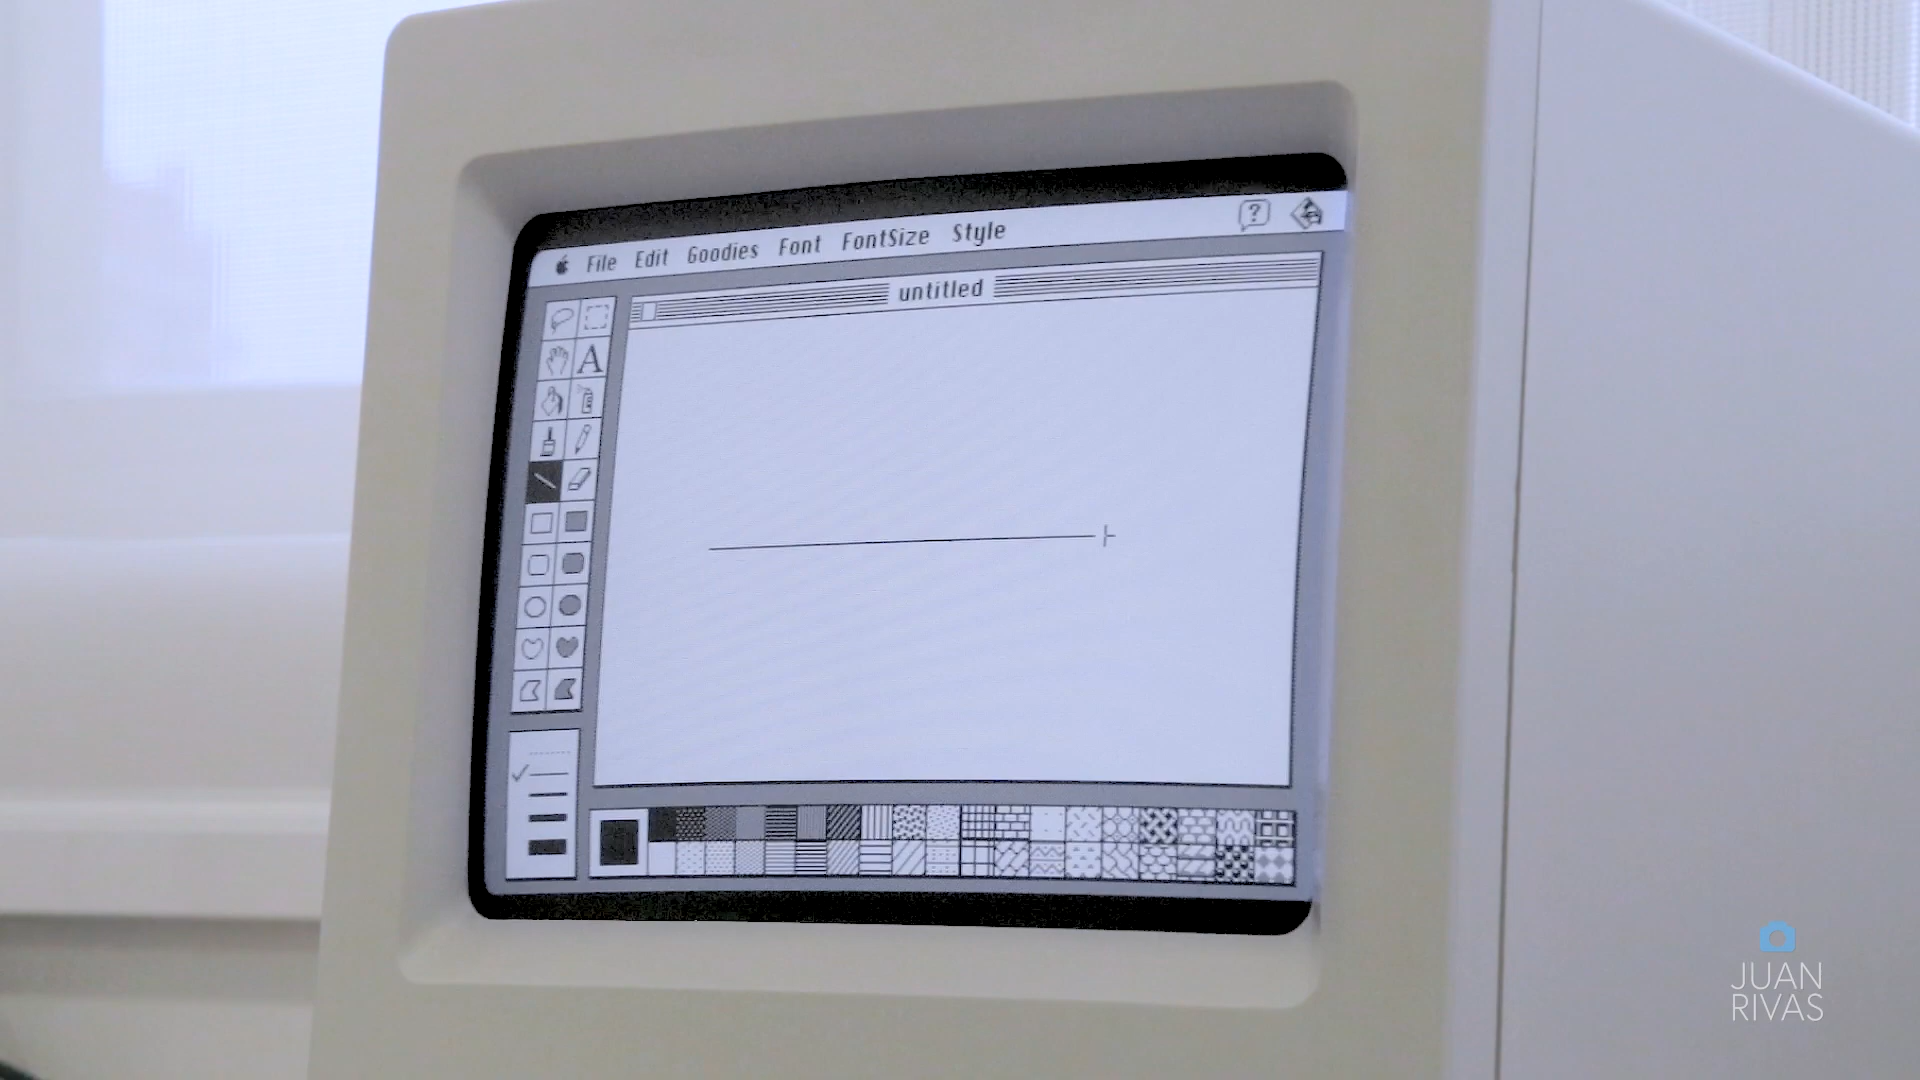 File Edit Goodies Font FontSize Style ?
untitled
A
JUAN
RIVAS